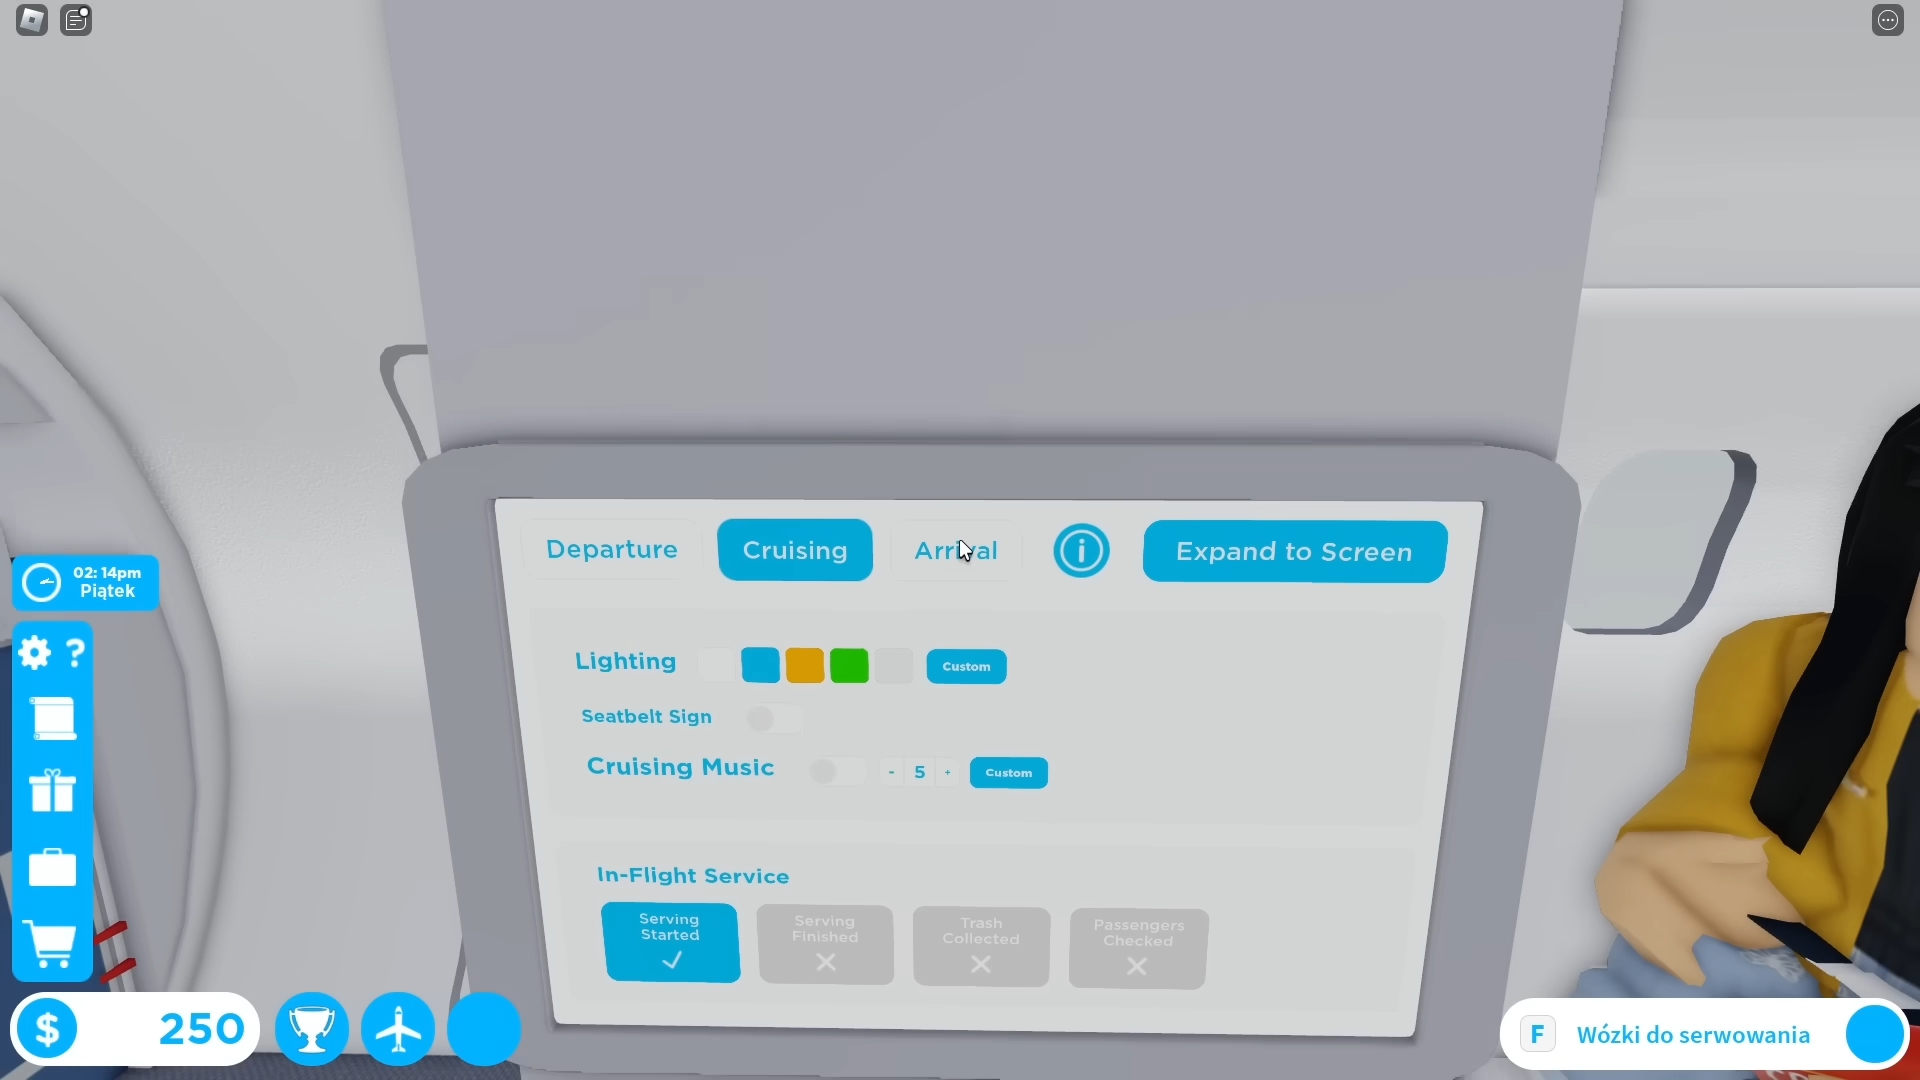 Departure
Cruising
Arrival
i
Expand to Screen
Lighting
Custom
Seatbelt Sign
Cruising Music
- 5 +
Custom
In-Flight Service
Serving
Started
Serving
Finished
Trash
Collected
Passengers
Checked
02: 14pm
Piątek
?
$ 250
F Wózki do serwowania